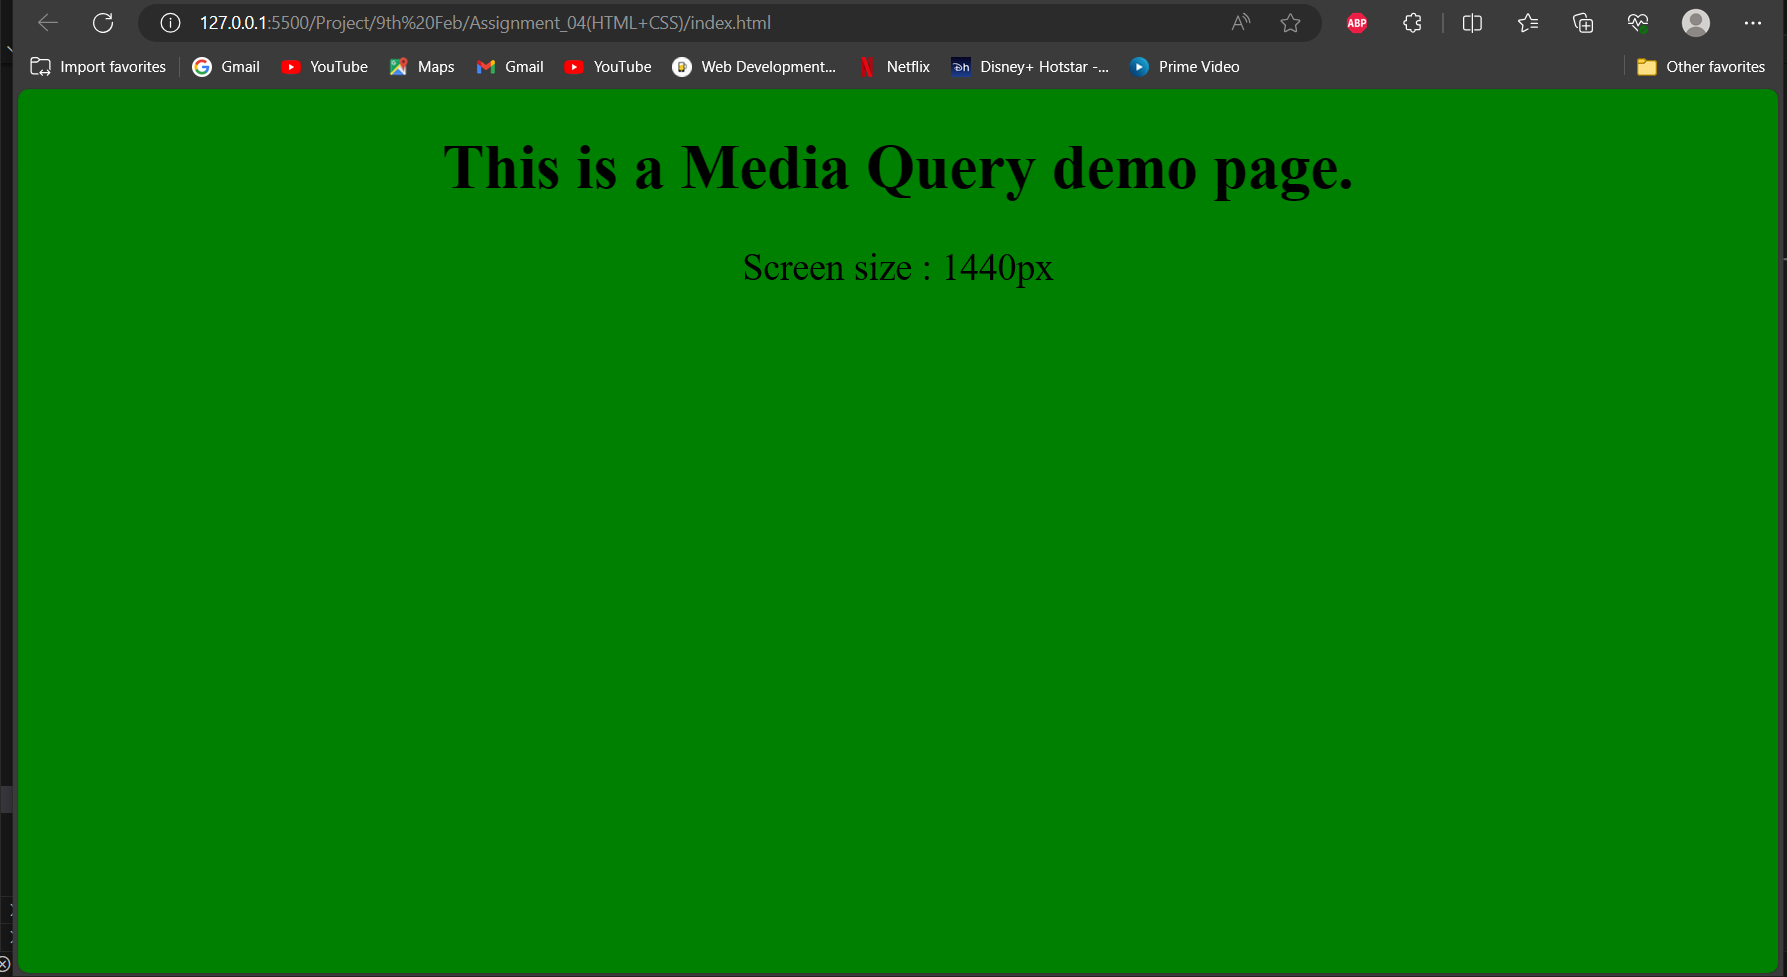 127.0.0.1:5500/Project/9th%20Feb/Assignment_04(HTML+CSS)/index.html
ABP
Import favorites Gmail YouTube Maps Gmail YouTube Web Development... Netflix Disney+ Hotstar -... Prime Video Other favorites
This is a Media Query demo page.
Screen size : 1440px